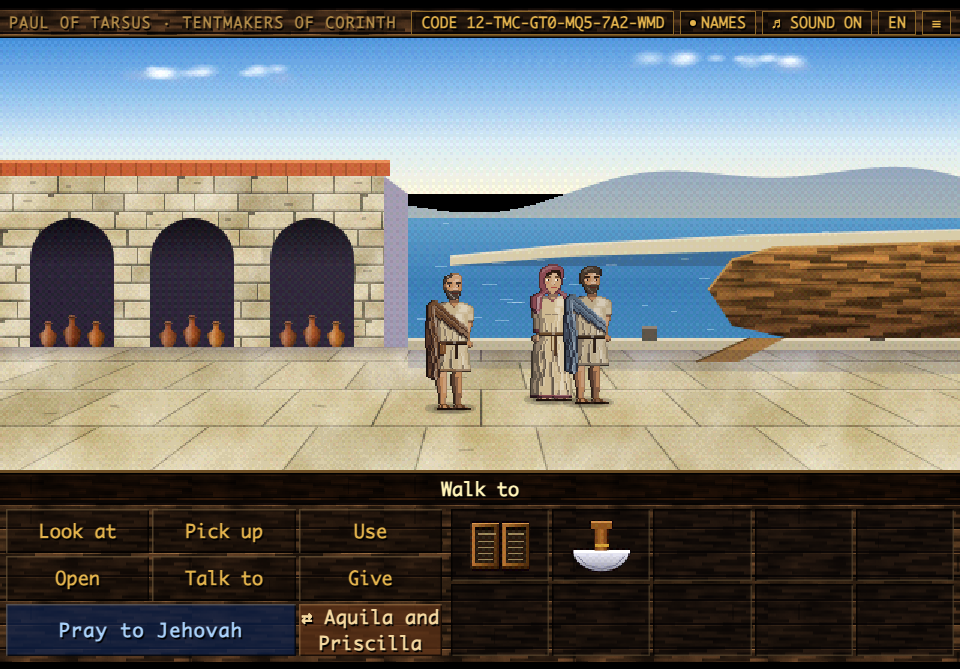 PAUL OF TARSUS · TENTMAKERS OF CORINTH CODE 12-TMC-GT0-MQ5-7A2-WMD • NAMES ♬ SOUND ON EN ≡
Walk to
Look at Pick up Use
Open Talk to Give
Pray to Jehovah ⇄ Aquila and
Priscilla